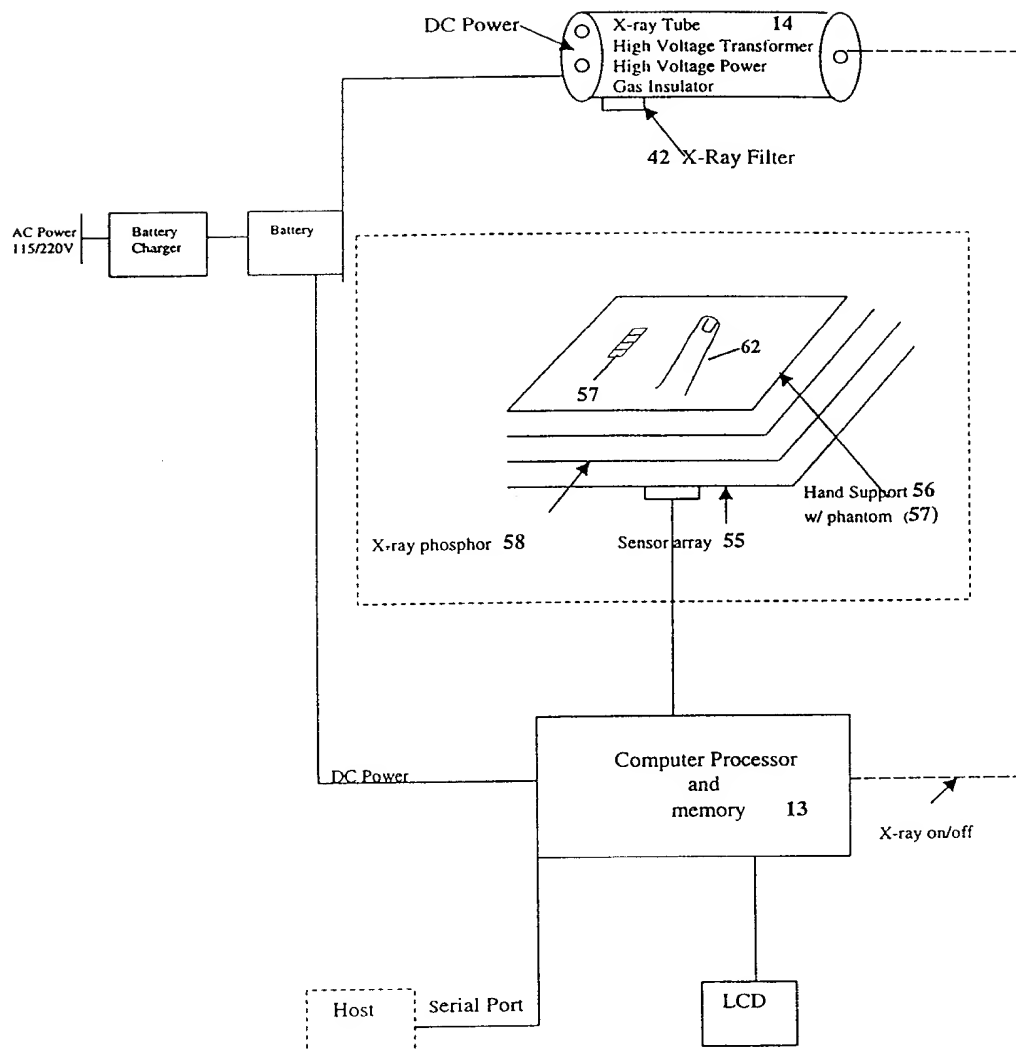 DC Power
X-ray Tube 14
High Voltage Transformer
High Voltage Power
Gas Insulator
42 X-Ray Filter
AC Power
115/220V
Battery
Charger
Battery
62
57
Hand Support 56
w/ phantom (57)
X-ray phosphor 58
Sensor array 55
DC Power
Computer Processor
and
memory 13
X-ray on/off
Host
Serial Port
LCD